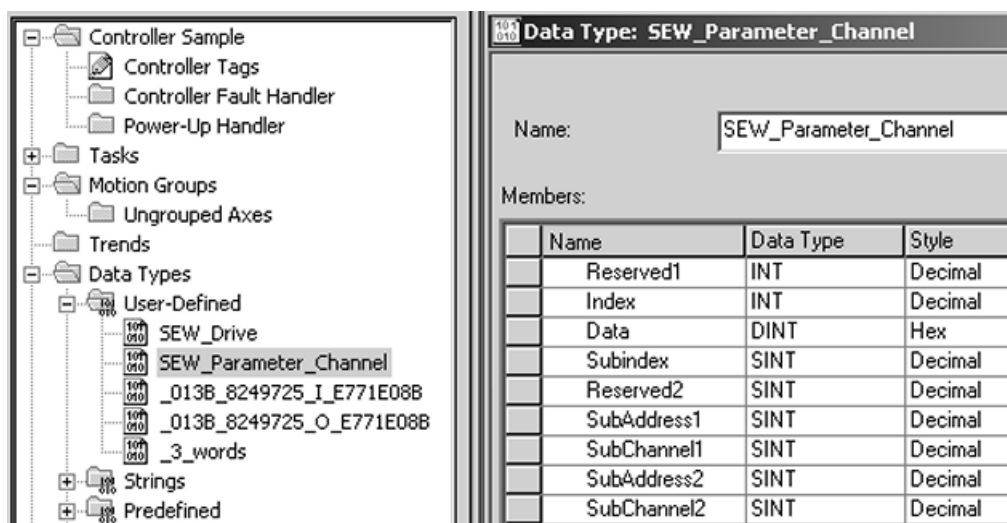 Controller Sample
Controller Tags
Controller Fault Handler
Power-Up Handler
Tasks
Motion Groups
Ungrouped Axes
Trends
Data Types
User-Defined
SEW_Drive
SEW_Parameter_Channel
_013B_8249725_I_E771E08B
_013B_8249725_O_E771E08B
_3_words
Strings
Predefined
Data Type: SEW_Parameter_Channel
Name: SEW_Parameter_Channel
Members:
Name Data Type Style
Reserved1 INT Decimal
Index INT Decimal
Data DINT Hex
Subindex SINT Decimal
Reserved2 SINT Decimal
SubAddress1 SINT Decimal
SubChannel1 SINT Decimal
SubAddress2 SINT Decimal
SubChannel2 SINT Decimal